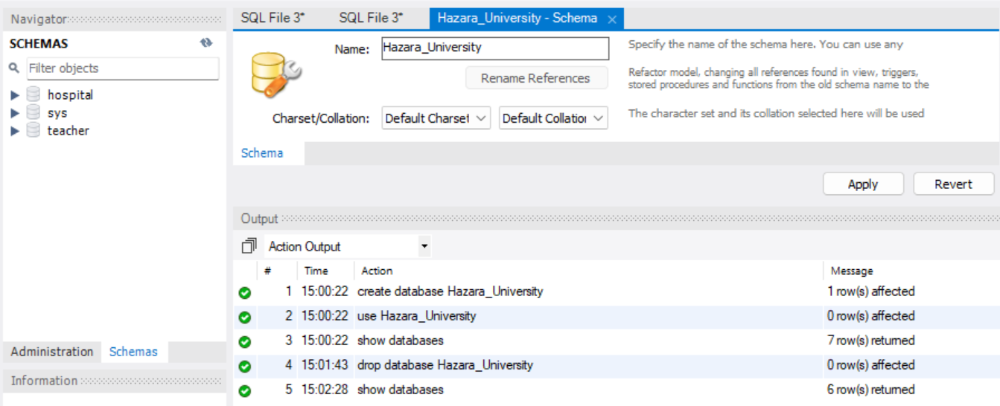 Navigator
SCHEMAS
Filter objects
hospital
sys
teacher
Administration Schemas
Information
SQL File 3* SQL File 3* Hazara_University - Schema ×
Name: Hazara_University
Specify the name of the schema here. You can use any
Rename References
Refactor model, changing all references found in view, triggers,
stored procedures and functions from the old schema name to the
Charset/Collation: Default Charset Default Collation
The character set and its collation selected here will be used
Schema
Apply Revert
Output
Action Output
# Time Action Message
1 15:00:22 create database Hazara_University 1 row(s) affected
2 15:00:22 use Hazara_University 0 row(s) affected
3 15:00:22 show databases 7 row(s) returned
4 15:01:43 drop database Hazara_University 0 row(s) affected
5 15:02:28 show databases 6 row(s) returned